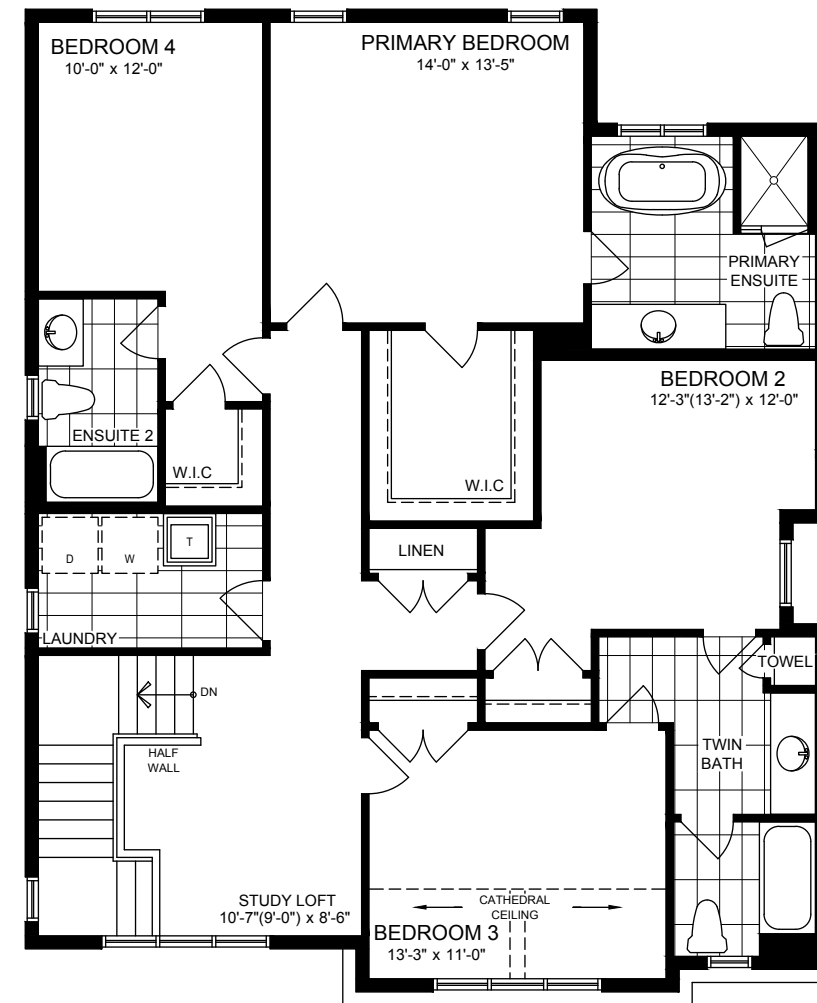 BEDROOM 4
10'-0" x 12'-0"
PRIMARY BEDROOM
14'-0" x 13'-5"
PRIMARY
ENSUITE
BEDROOM 2
12'-3"(13'-2") x 12'-0"
ENSUITE 2
W.I.C
W.I.C
D
W
T
LINEN
LAUNDRY
DN
HALF
WALL
TOWEL
TWIN
BATH
STUDY LOFT
10'-7"(9'-0") x 8'-6"
CATHEDRAL
CEILING
BEDROOM 3
13'-3" x 11'-0"